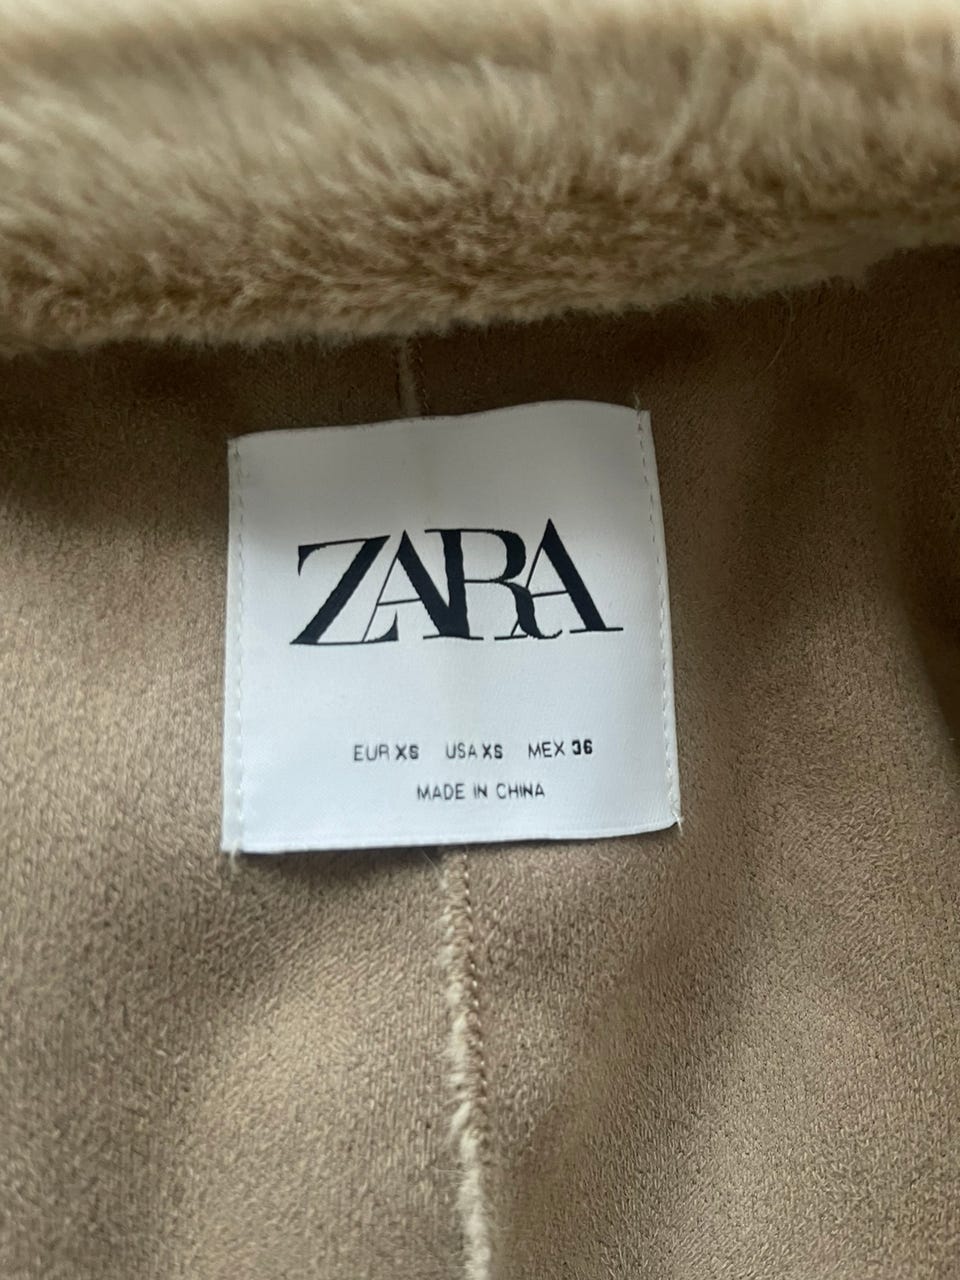 ZARA
EUR XS USA XS MEX 36
MADE IN CHINA